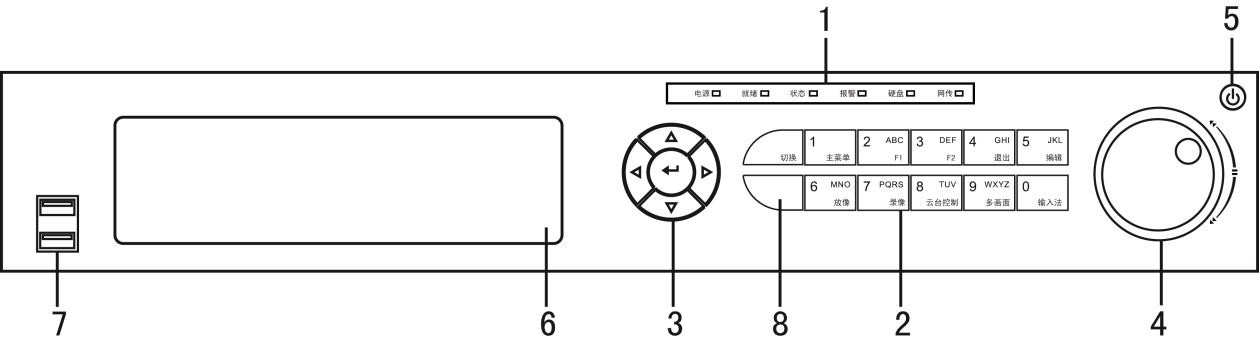 1 5
电源 就绪 状态 报警 硬盘 网传
切换 1 主菜单 2 ABC F1 3 DEF F2 4 GHI 退出 5 JKL 编辑
6 MNO 放像 7 PQRS 录像 8 TUV 云台控制 9 WXYZ 多画面 0 输入法
7 6 3 8 2 4